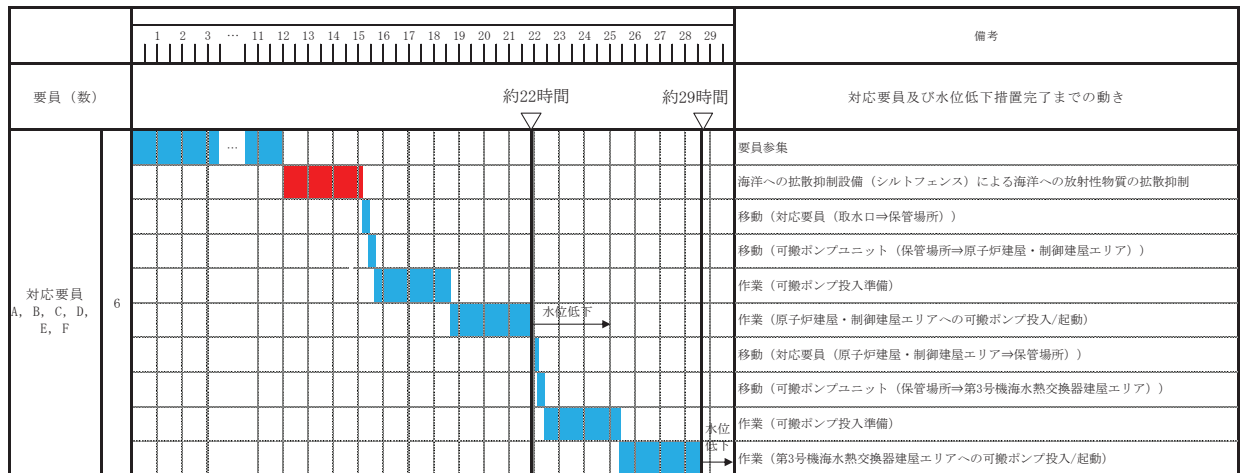 1 2 3 … 11 12 13 14 15 16 17 18 19 20 21 22 23 24 25 26 27 28 29
備考
要員（数）
約22時間
約29時間
対応要員及び水位低下措置完了までの動き
対応要員
A, B, C, D,
E, F
6
…
要員参集
海洋への拡散抑制設備（シルトフェンス）による海洋への放射性物質の拡散抑制
移動（対応要員（取水口⇒保管場所））
移動（可搬ポンプユニット（保管場所⇒原子炉建屋・制御建屋エリア））
作業（可搬ポンプ投入準備）
水位低下
作業（原子炉建屋・制御建屋エリアへの可搬ポンプ投入/起動）
移動（対応要員（原子炉建屋・制御建屋エリア⇒保管場所））
移動（可搬ポンプユニット（保管場所⇒第3号機海水熱交換器建屋エリア））
作業（可搬ポンプ投入準備）
水位
低下
作業（第3号機海水熱交換器建屋エリアへの可搬ポンプ投入/起動）